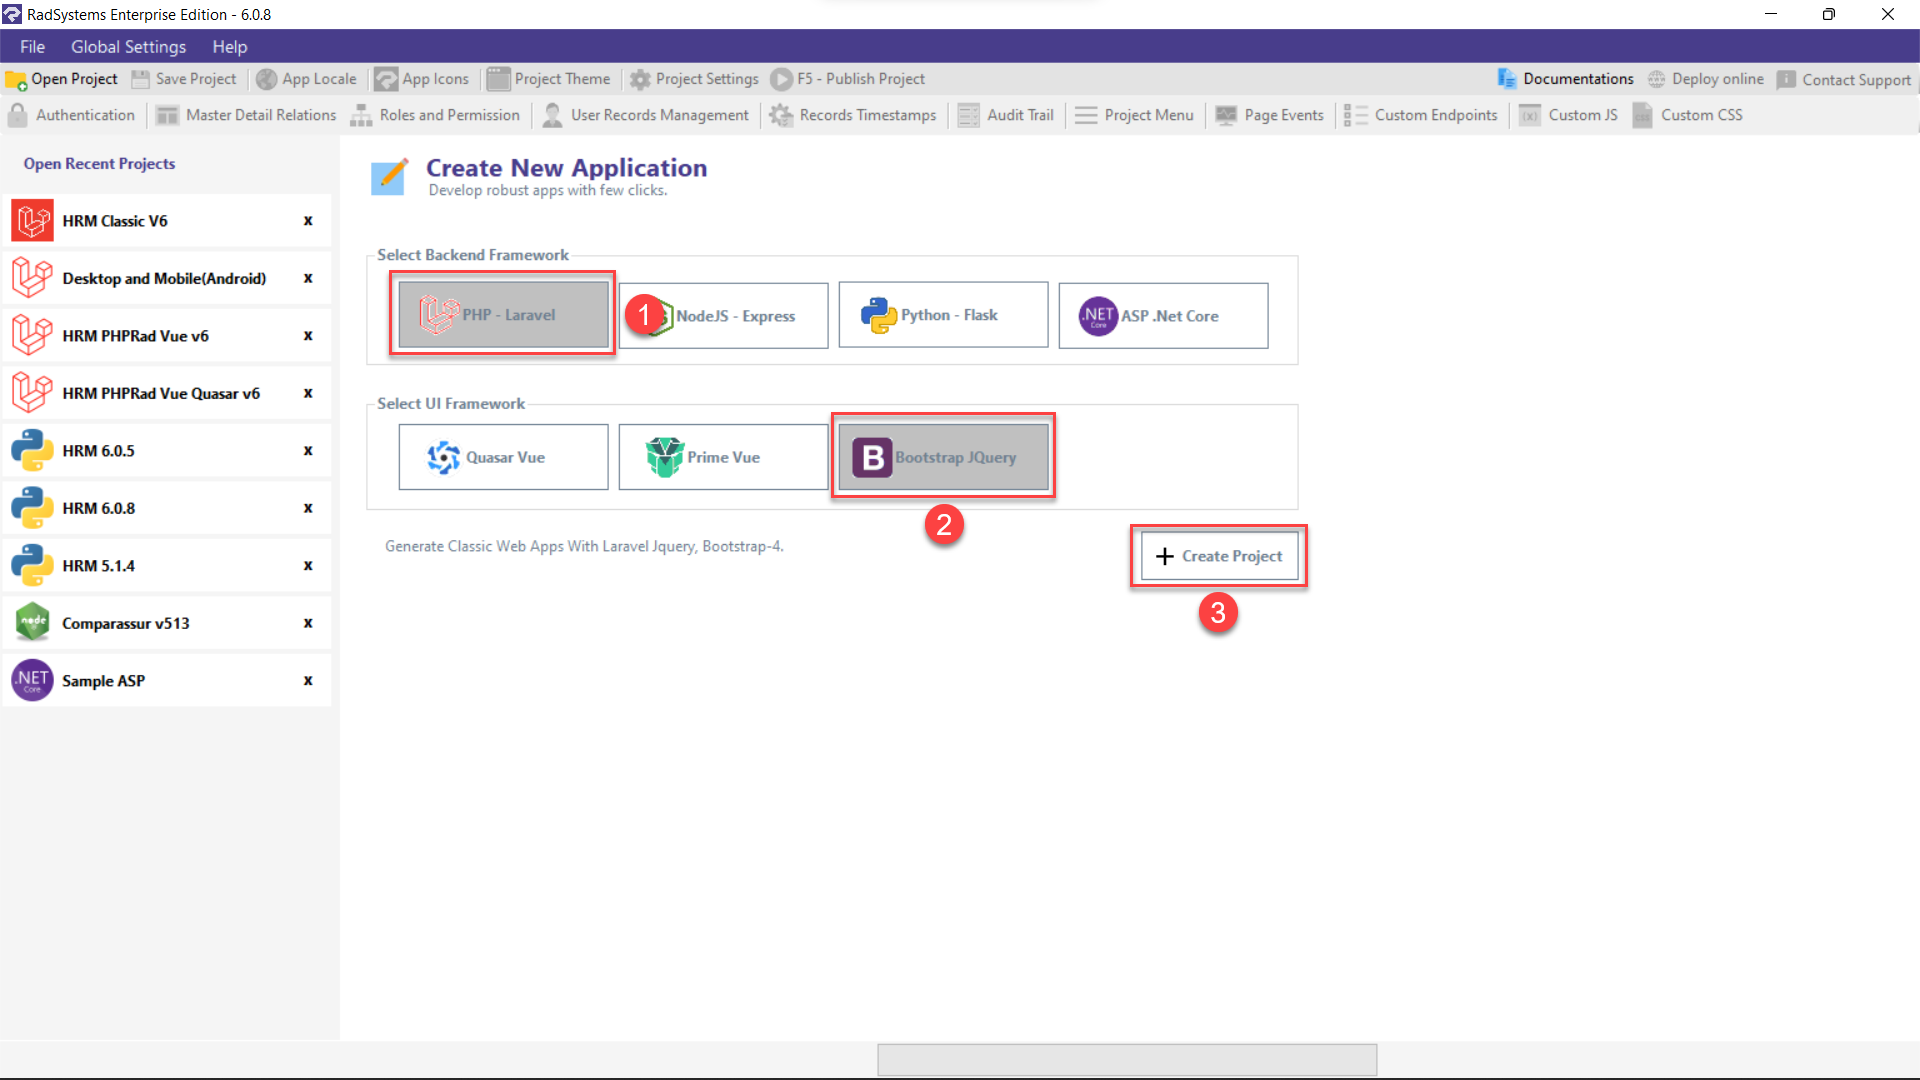 RadSystems Enterprise Edition - 6.0.8
File Global Settings Help
Open Project Save Project App Locale App Icons Project Theme Project Settings F5 - Publish Project Documentations Deploy online Contact Support
Authentication Master Detail Relations Roles and Permission User Records Management Records Timestamps Audit Trail Project Menu Page Events Custom Endpoints (x) Custom JS CSS Custom CSS
Open Recent Projects
HRM Classic V6 x
Desktop and Mobile(Android) x
HRM PHPRad Vue v6 x
HRM PHPRad Vue Quasar v6 x
HRM 6.0.5 x
HRM 6.0.8 x
HRM 5.1.4 x
node Comparassur v513 x
.NET Core Sample ASP x
Create New Application
Develop robust apps with few clicks.
Select Backend Framework
PHP - Laravel 1 NodeJS - Express Python - Flask .NET Core ASP .Net Core
Select UI Framework
Quasar Vue Prime Vue B Bootstrap JQuery
2
Generate Classic Web Apps With Laravel Jquery, Bootstrap-4.
+ Create Project
3